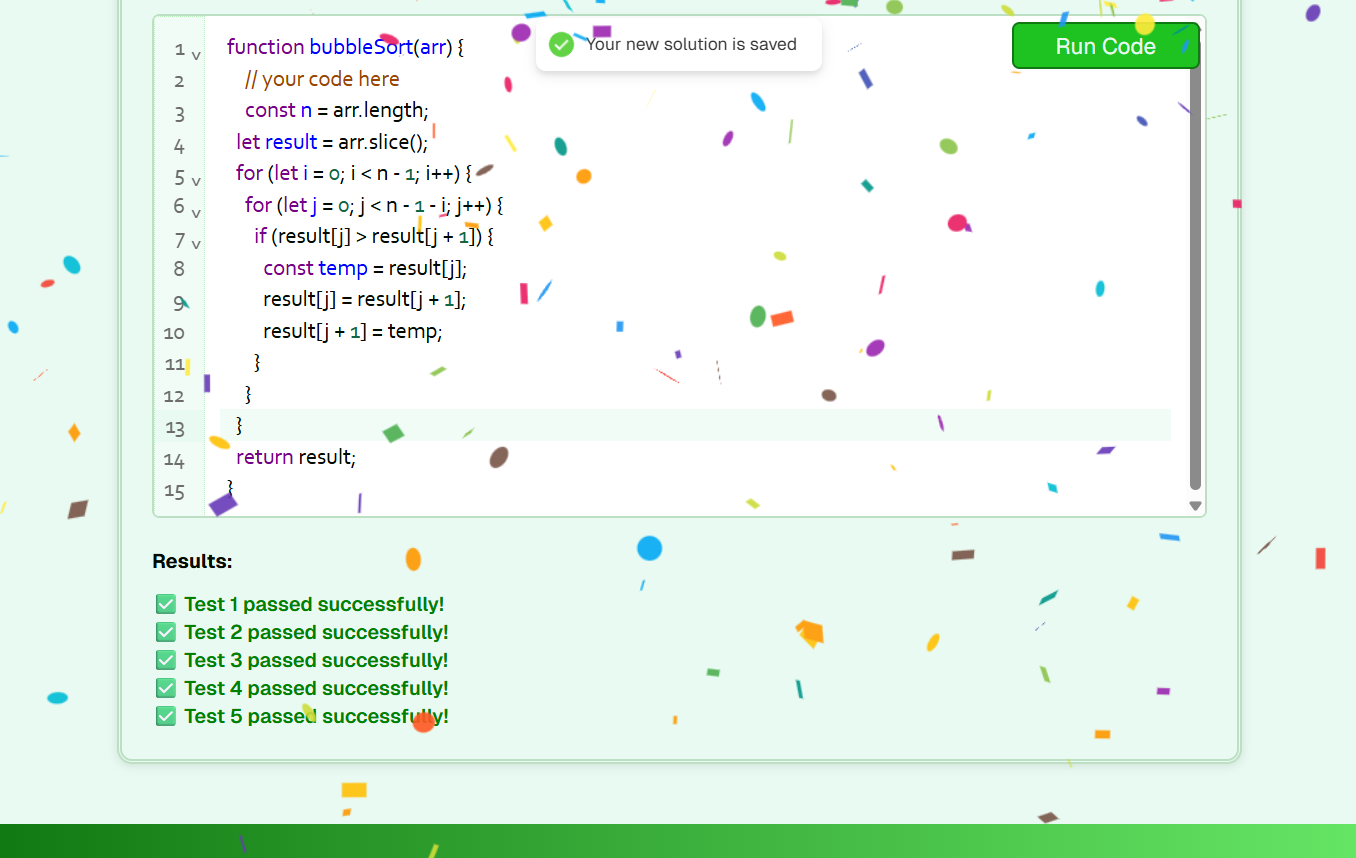 Your new solution is saved
Run Code
1 v function bubbleSort(arr) {
2 // your code here
3 const n = arr.length;
4 let result = arr.slice();
5 v for (let i = 0; i < n - 1; i++) {
6 v for (let j = 0; j < n - 1 - i; j++) {
7 v if (result[j] > result[j + 1]) {
8 const temp = result[j];
9 result[j] = result[j + 1];
10 result[j + 1] = temp;
11 }
12 }
13 }
14 return result;
15 }
Results:
✅ Test 1 passed successfully!
✅ Test 2 passed successfully!
✅ Test 3 passed successfully!
✅ Test 4 passed successfully!
✅ Test 5 passed successfully!